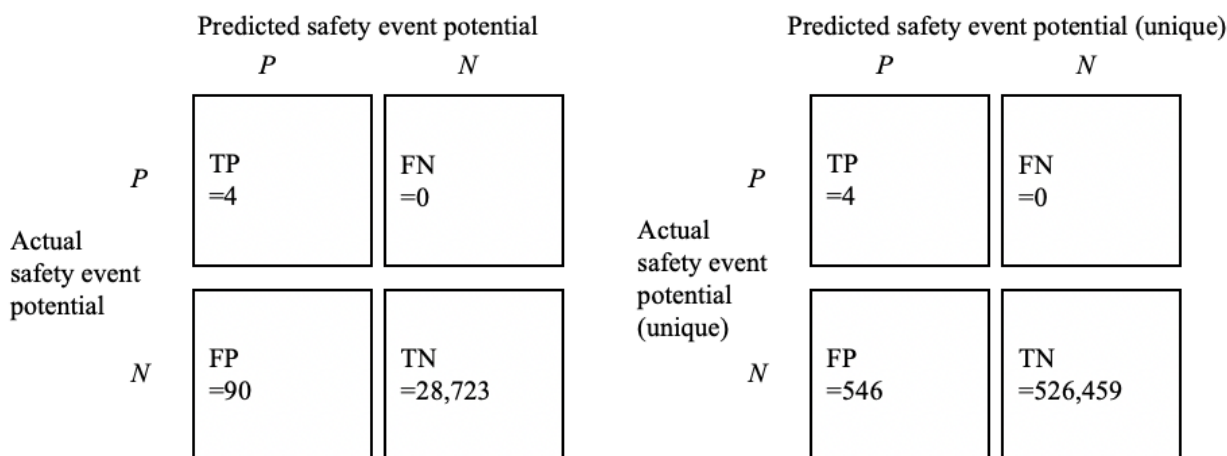 Predicted safety event potential
P
N
P
Actual
safety event
potential
N
TP
=4
FN
=0
FP
=90
TN
=28,723
Predicted safety event potential (unique)
P
N
P
Actual
safety event
potential
(unique)
N
TP
=4
FN
=0
FP
=546
TN
=526,459